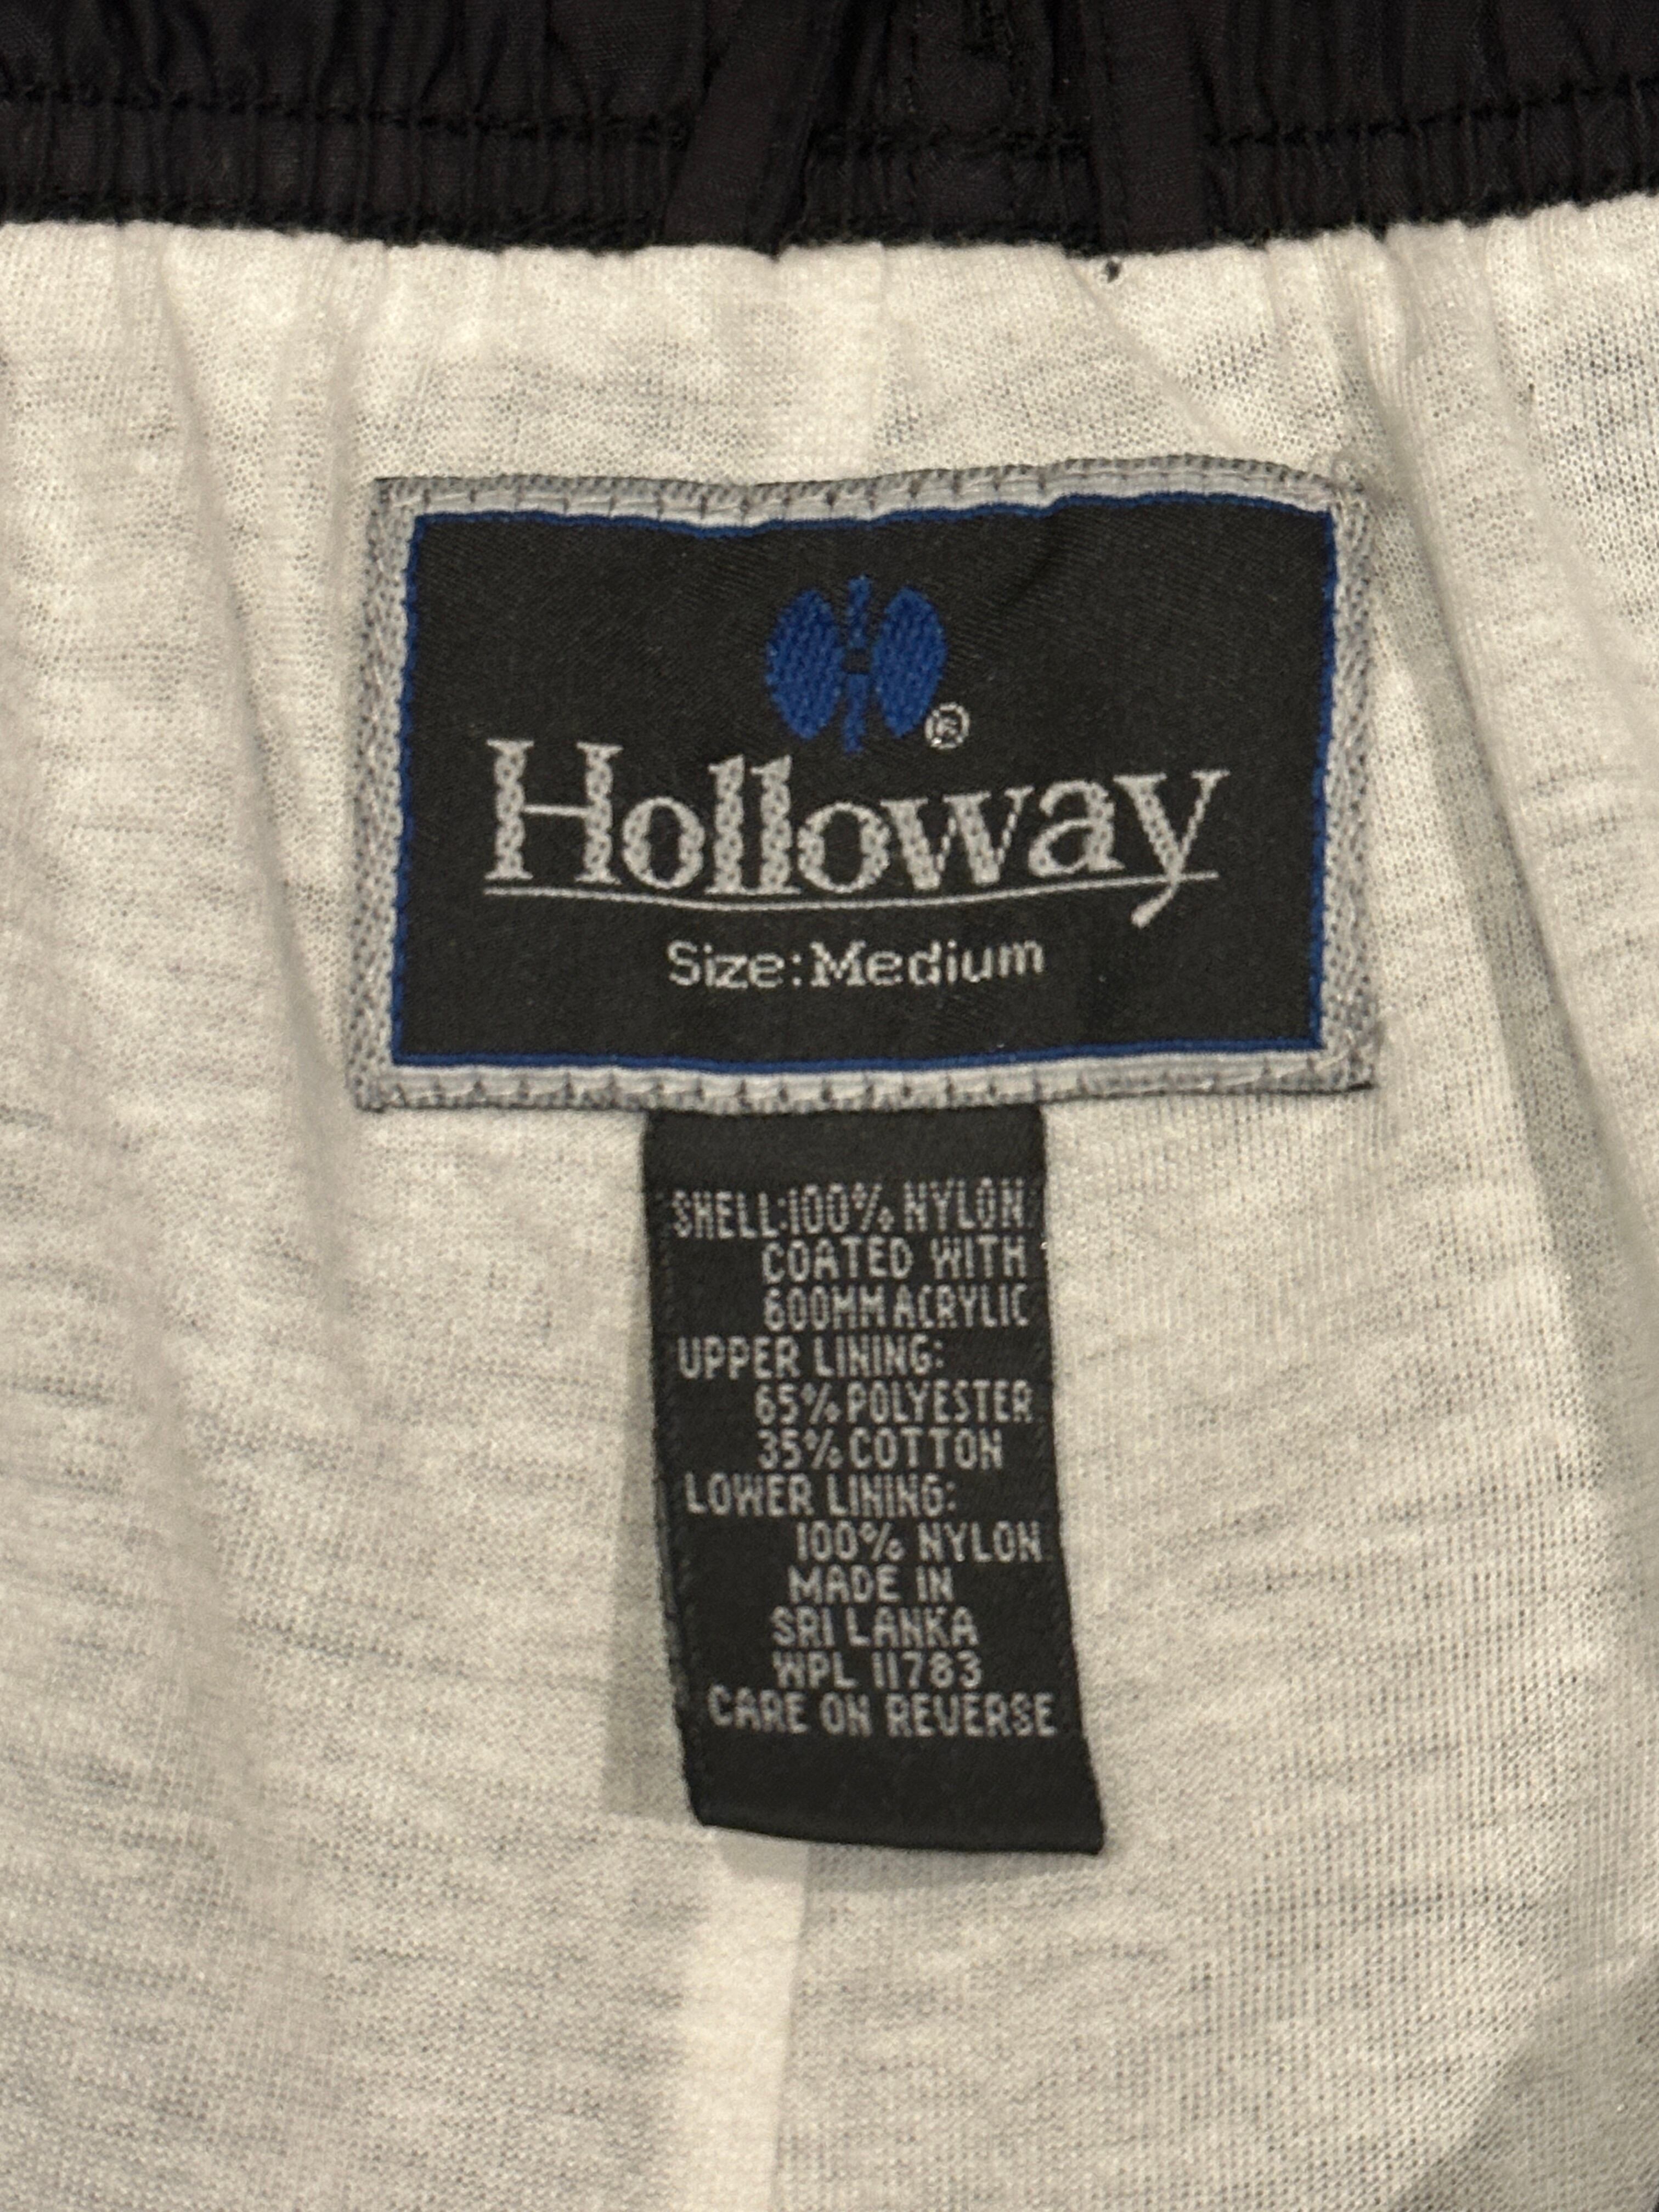 H
®
Holloway
Size: Medium
SHELL:100% NYLON
COATED WITH
600MM ACRYLIC
UPPER LINING:
65% POLYESTER
35% COTTON
LOWER LINING:
100% NYLON
MADE IN
SRI LANKA
WPL 11783
CARE ON REVERSE